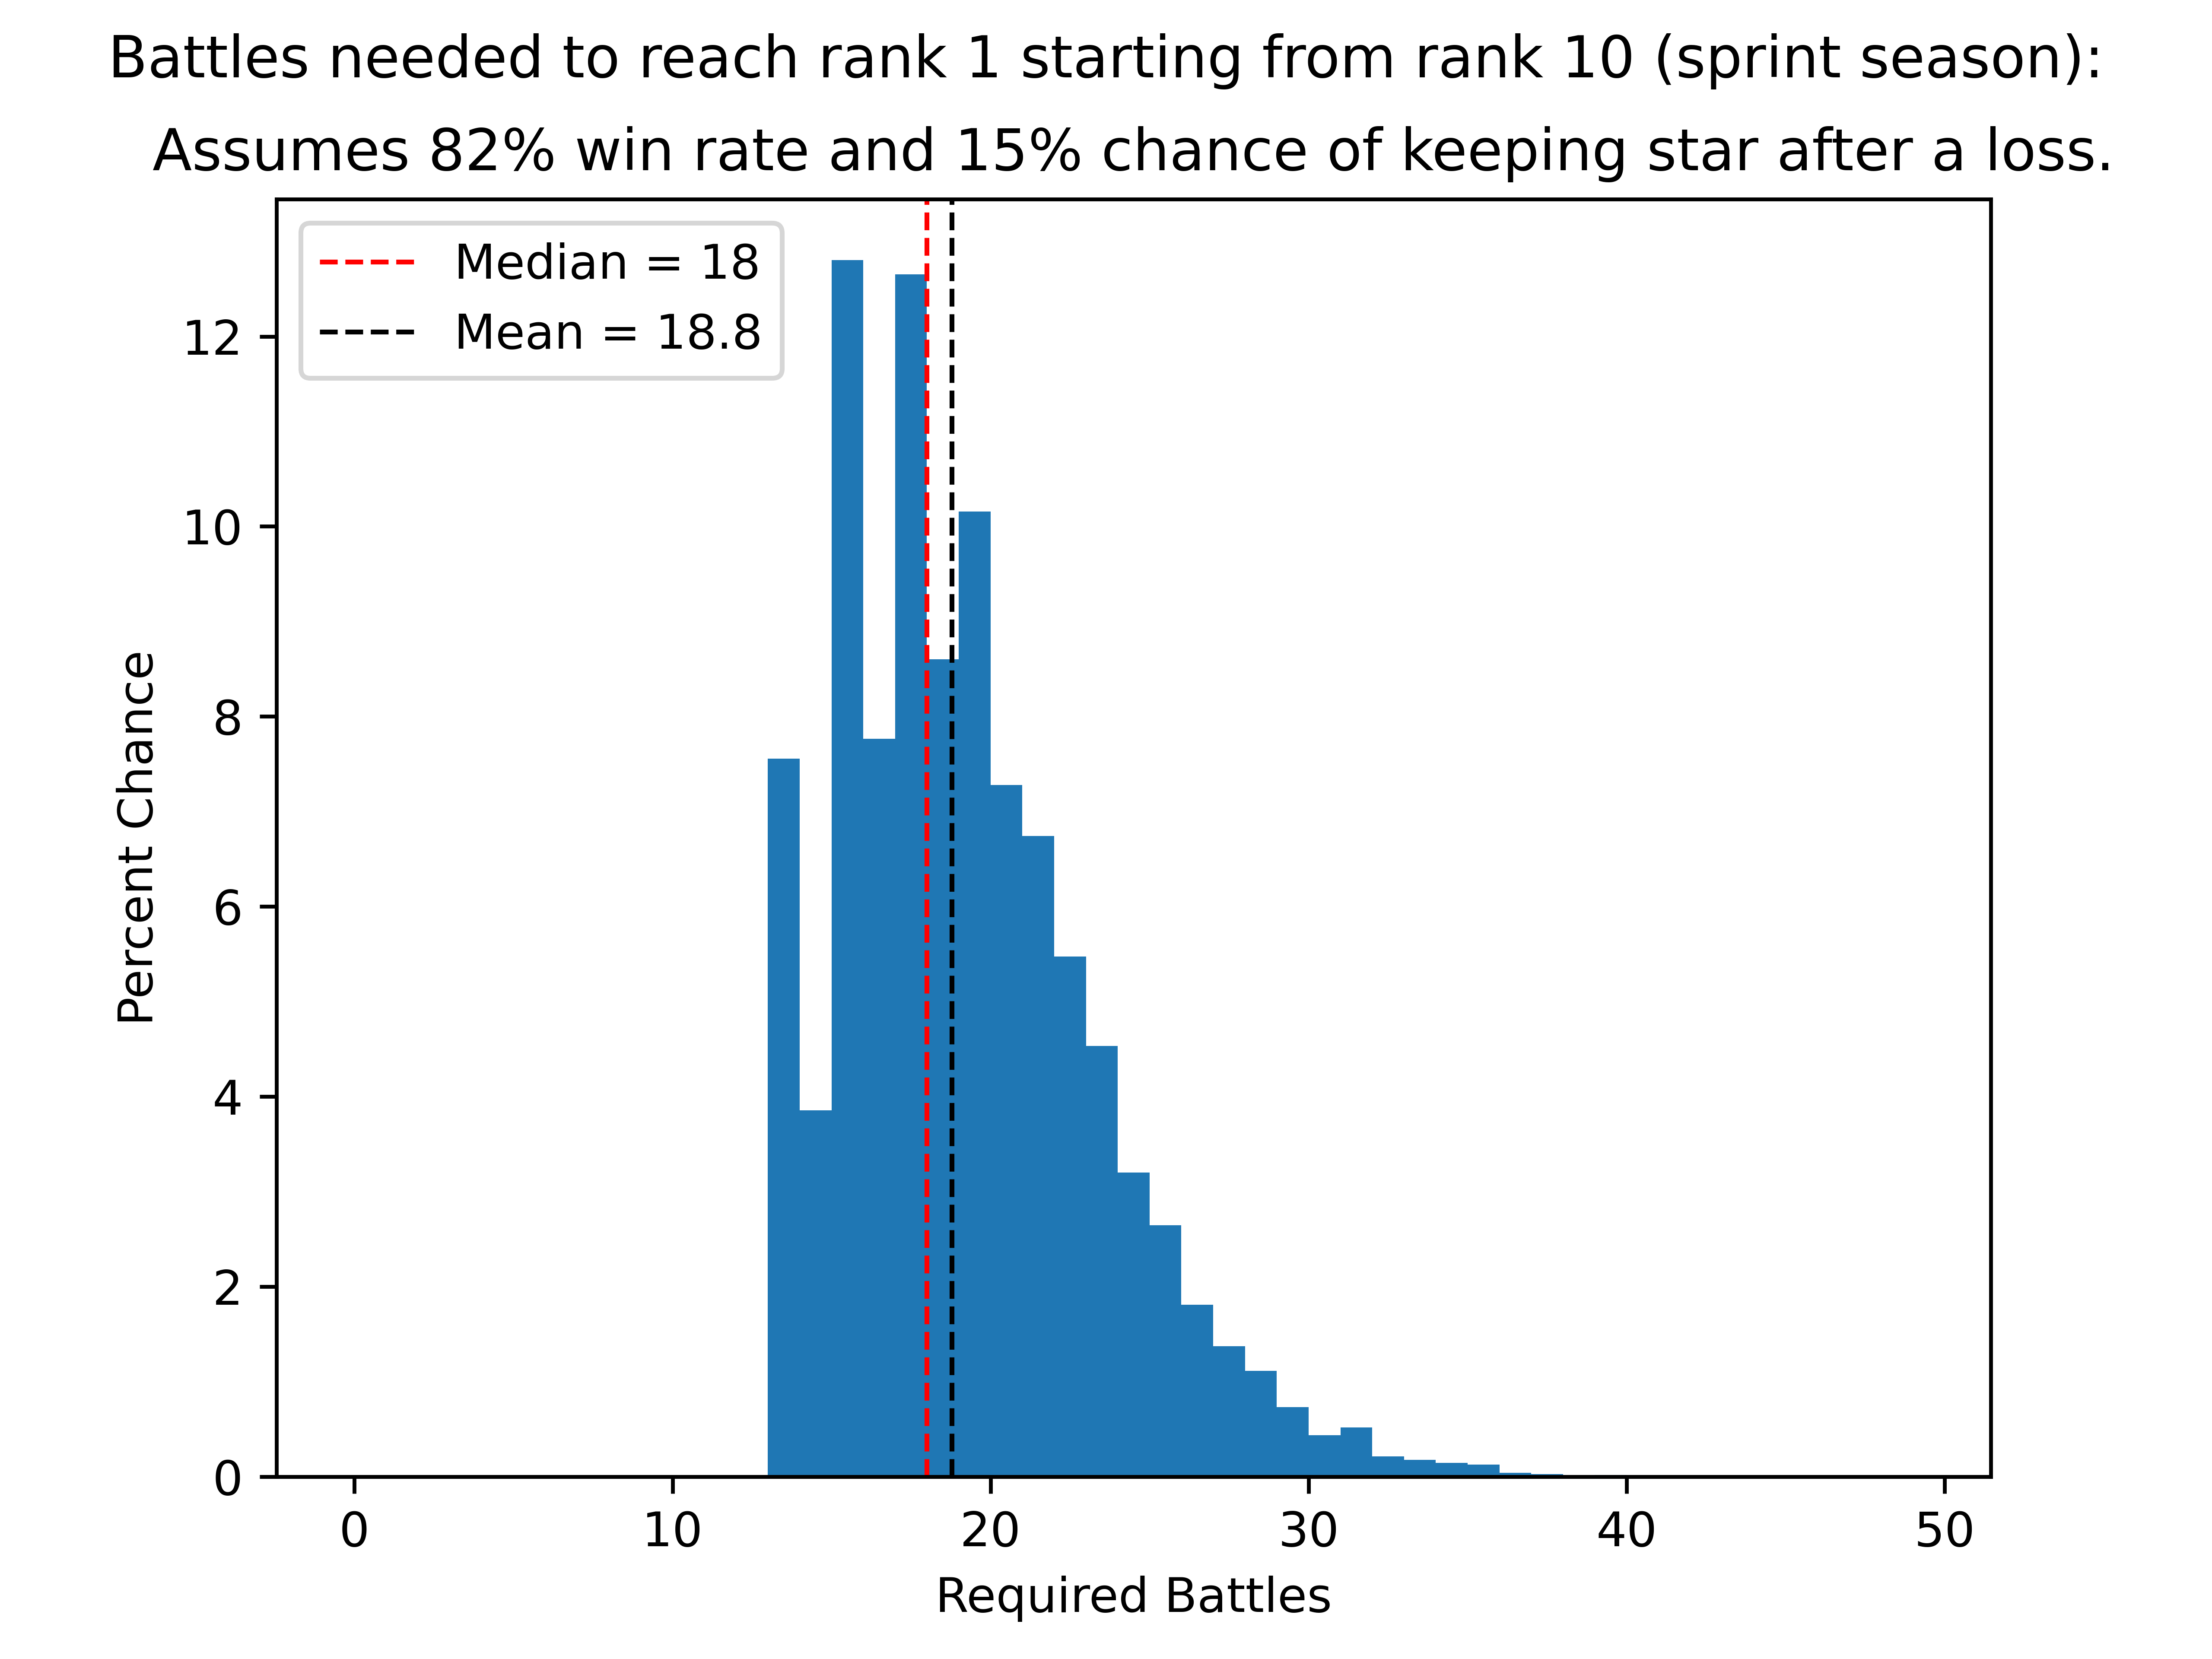 Battles needed to reach rank 1 starting from rank 10 (sprint season):
Assumes 82% win rate and 15% chance of keeping star after a loss.
Median = 18
Mean = 18.8
Percent Chance
12
10
8
6
4
2
0
0 10 20 30 40 50
Required Battles